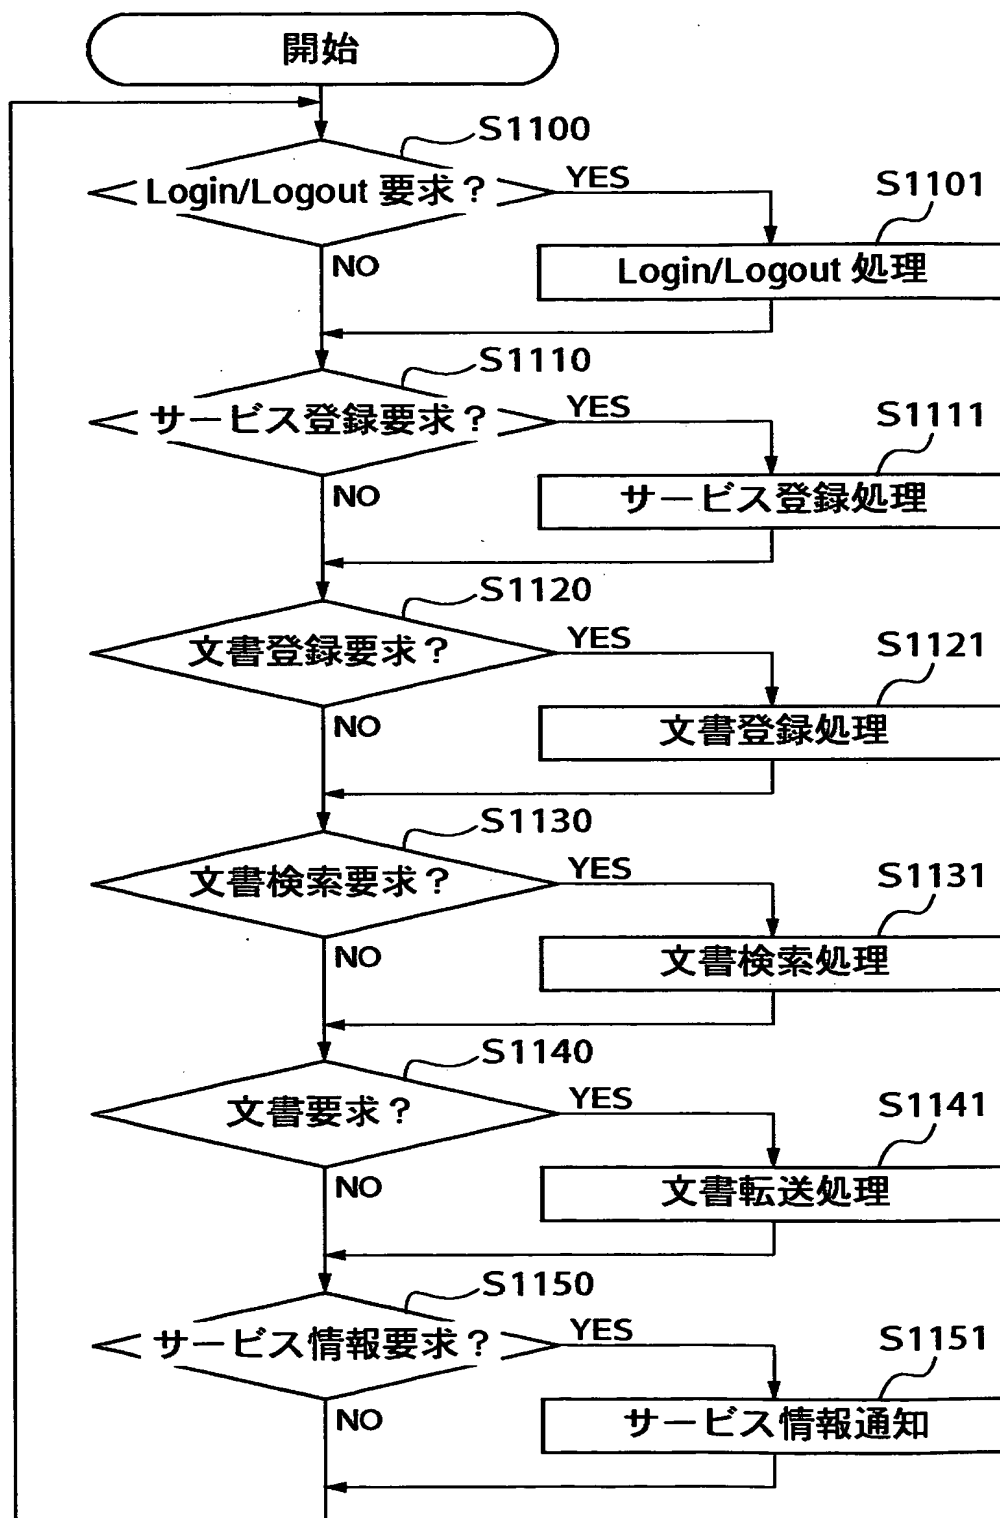 開始
S1100
Login/Logout 要求？
YES
S1101
NO
Login/Logout 処理
S1110
サービス登録要求？
YES
S1111
NO
サービス登録処理
S1120
文書登録要求？
YES
S1121
NO
文書登録処理
S1130
文書検索要求？
YES
S1131
NO
文書検索処理
S1140
文書要求？
YES
S1141
NO
文書転送処理
S1150
サービス情報要求？
YES
S1151
NO
サービス情報通知